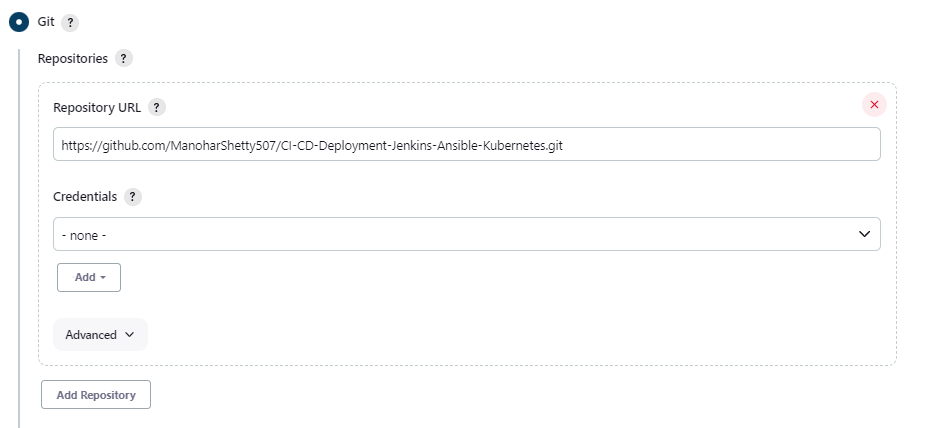 Git ?
Repositories ?
Repository URL ?
https://github.com/ManoharShetty507/CI-CD-Deployment-Jenkins-Ansible-Kubernetes.git
Credentials ?
- none -
Add
Advanced
Add Repository